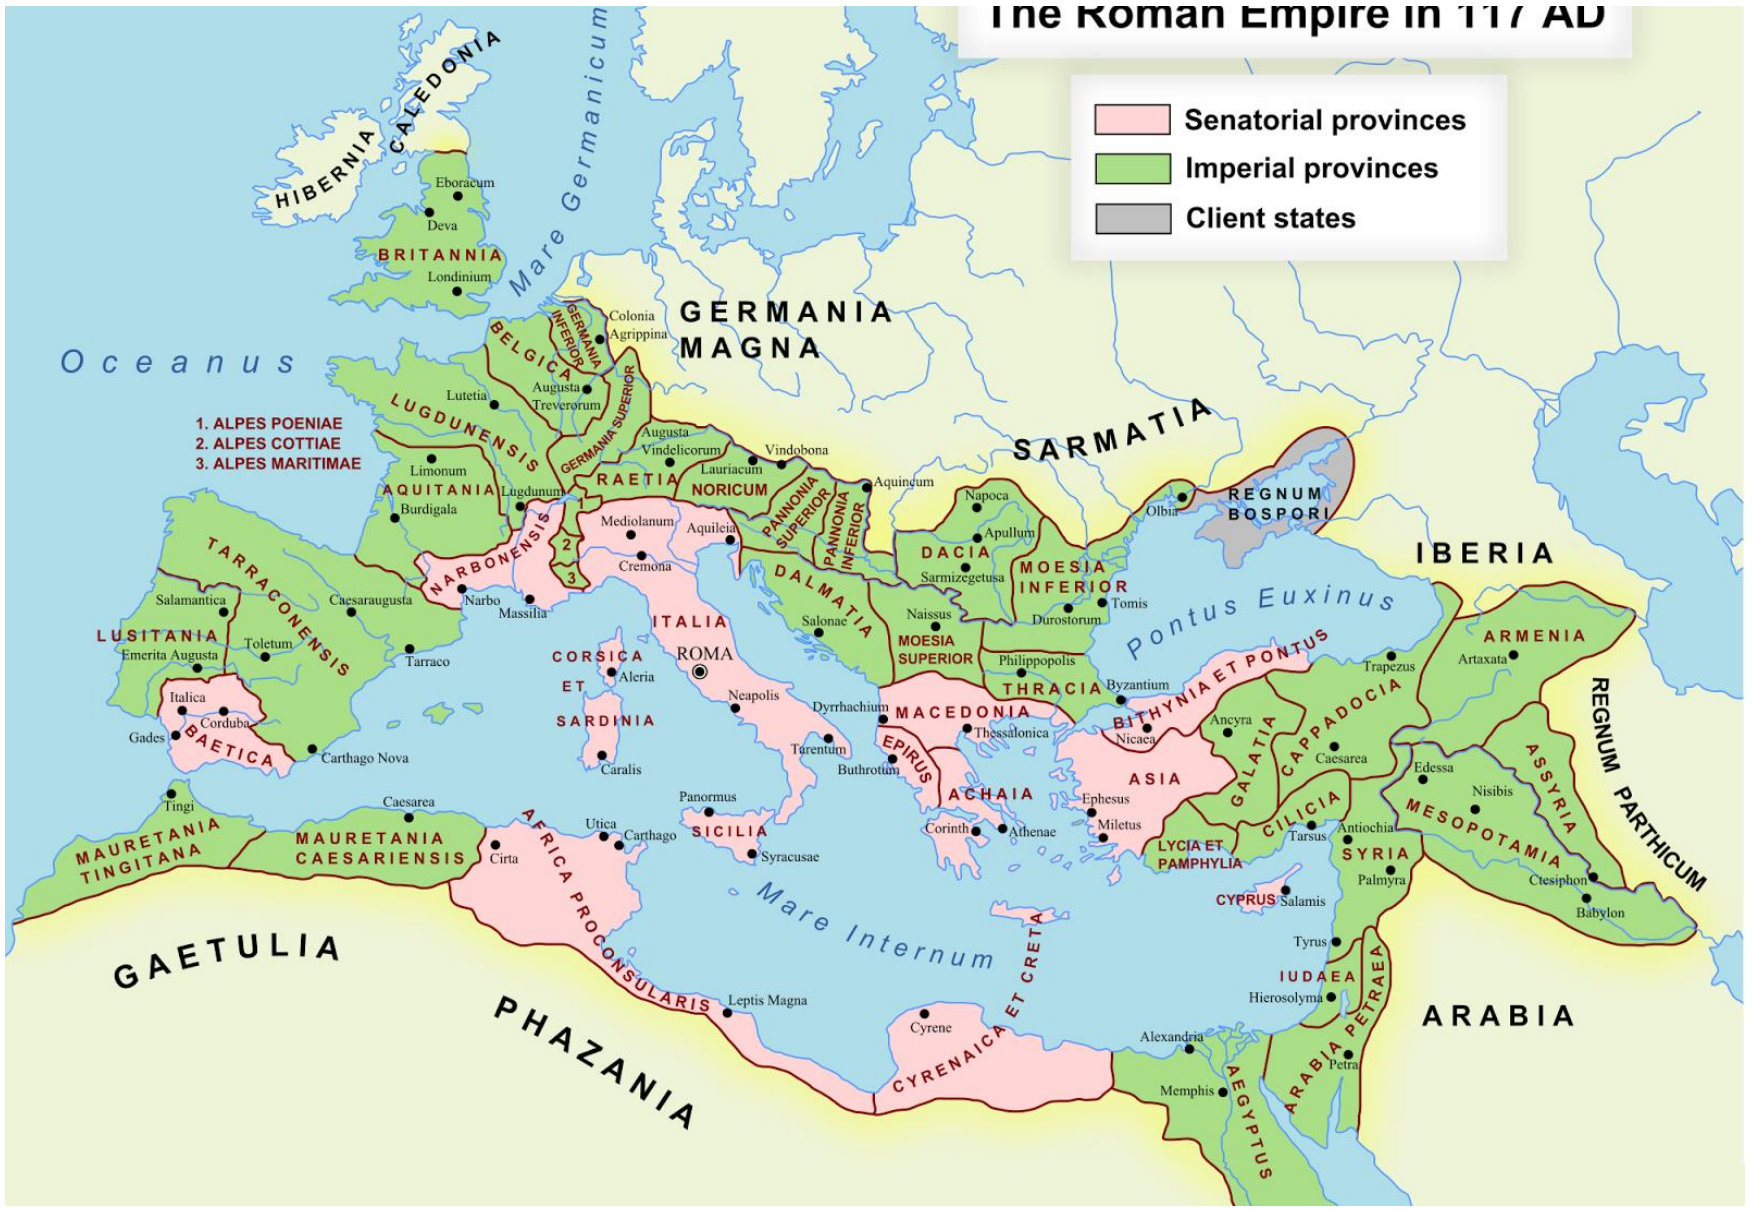 The Roman Empire in 117 AD
Senatorial provinces
Imperial provinces
Client states
CALEDONIA
HIBERNIA
Mare Germanicum
Eboracum
Deva
BRITANNIA
Londinium
Oceanus
GERMANIA
MAGNA
SARMATIA
1. ALPES POENIAE
2. ALPES COTTIAE
3. ALPES MARITIMAE
GERMANIA
INFERIOR
Colonia
Agrippina
BELGICA
Augusta
Treverorum
GERMANIA SUPERIOR
Lutetia
LUGDUNENSIS
Limonum
AQUITANIA
Burdigala
Lugdunum
NARBONENSIS
Narbo
Massilia
1
2
3
Augusta
Vindelicorum
RAETIA
Lauriacum
NORICUM
Vindobona
PANNONIA
SUPERIOR
PANNONIA
INFERIOR
Aquincum
Mediolanum
Aquileia
Cremona
ITALIA
ROMA
Neapolis
Tarentum
DALMATIA
Salonae
Napoca
Apullum
DACIA
Sarmizegetusa
MOESIA
INFERIOR
Tomis
Durostorum
Naissus
MOESIA
SUPERIOR
Philippopolis
THRACIA
Byzantium
Olbia
REGNUM
BOSPORI
Pontus Euxinus
IBERIA
TARRACONENSIS
Salamantica
Caesaraugusta
LUSITANIA
Toletum
Emerita Augusta
Tarraco
Italica
Corduba
Gades
BAETICA
Carthago Nova
CORSICA
ET
SARDINIA
Aleria
Caralis
Dyrrhachium
MACEDONIA
Thessalonica
EPIRUS
Buthrotum
ACHAIA
Corinth
Athenae
BITHYNIA ET PONTUS
Nicaea
Ancyra
GALATIA
CAPPADOCIA
Trapezus
Caesarea
ASIA
Ephesus
Miletus
LYCIA ET
PAMPHYLIA
CILICIA
Tarsus
ARMENIA
Artaxata
REGNUM PARTHICUM
ASSYRIA
Edessa
Nisibis
MESOPOTAMIA
Ctesiphon
Babylon
Antiochia
SYRIA
Palmyra
CYPRUS
Salamis
Tyrus
IUDAEA
Hierosolyma
ARABIA PETRAEA
Petra
ARABIA
Tingi
MAURETANIA
TINGITANA
Caesarea
MAURETANIA
CAESARIENSIS
Cirta
Utica
Carthago
AFRICA PROCONSULARIS
Panormus
SICILIA
Syracusae
Mare Internum
Leptis Magna
GAETULIA
PHAZANIA
Cyrene
CYRENAICA ET CRETA
Alexandria
Memphis
AEGYPTUS